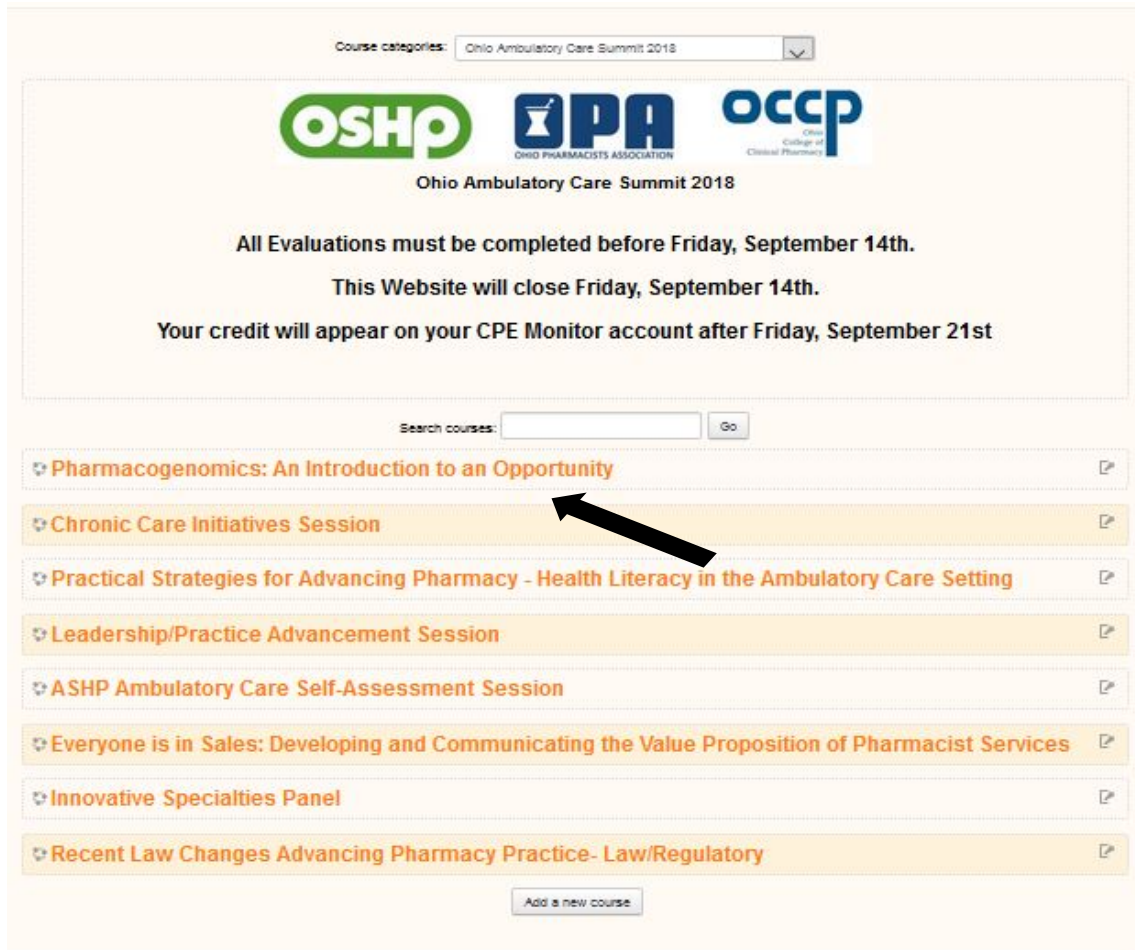 Course categories: Ohio Ambulatory Care Summit 2018
OSHP OPA occp
OHIO PHARMACISTS ASSOCIATION
Ohio
College of
Clinical Pharmacy
Ohio Ambulatory Care Summit 2018
All Evaluations must be completed before Friday, September 14th.
This Website will close Friday, September 14th.
Your credit will appear on your CPE Monitor account after Friday, September 21st
Search courses: Go
Pharmacogenomics: An Introduction to an Opportunity
Chronic Care Initiatives Session
Practical Strategies for Advancing Pharmacy - Health Literacy in the Ambulatory Care Setting
Leadership/Practice Advancement Session
ASHP Ambulatory Care Self-Assessment Session
Everyone is in Sales: Developing and Communicating the Value Proposition of Pharmacist Services
Innovative Specialties Panel
Recent Law Changes Advancing Pharmacy Practice- Law/Regulatory
Add a new course